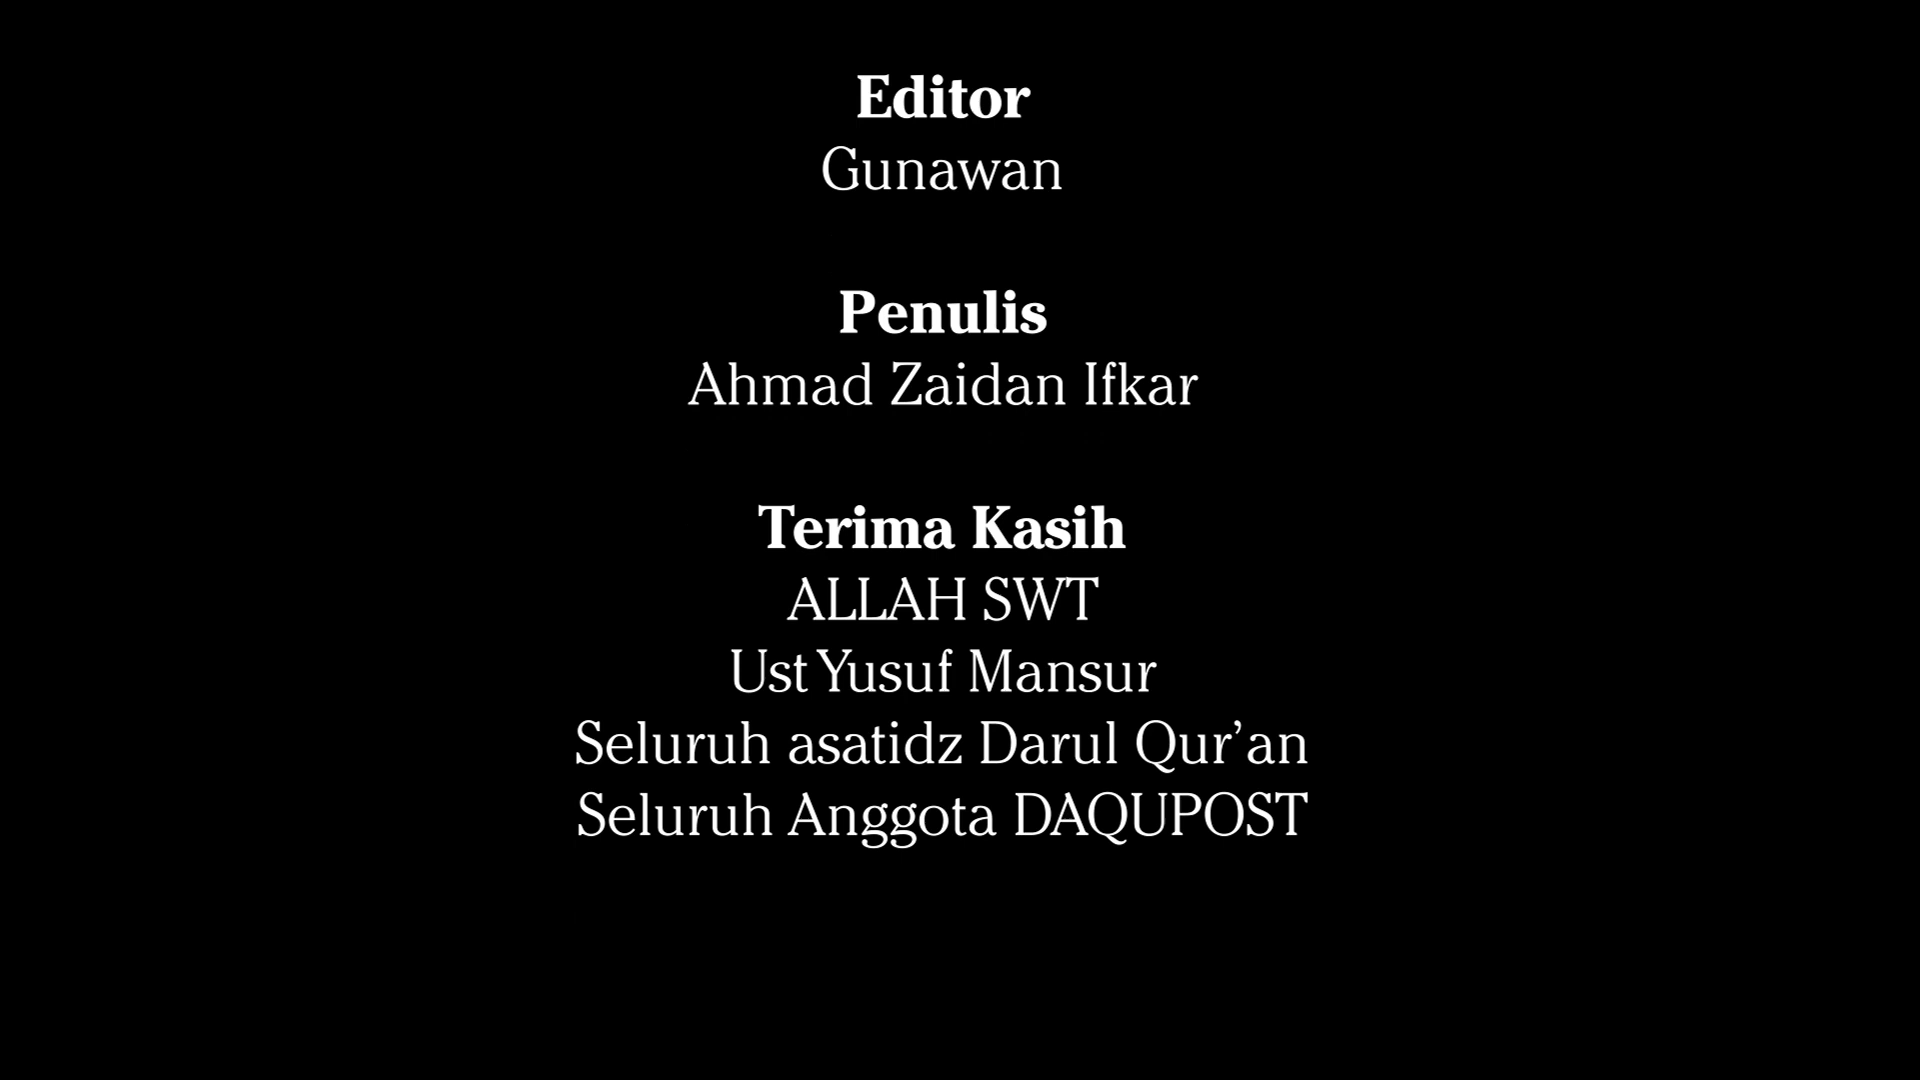 Editor
Gunawan
Penulis
Ahmad Zaidan Ifkar
Terima Kasih
ALLAH SWT
Ust Yusuf Mansur
Seluruh asatidz Darul Qur’an
Seluruh Anggota DAQUPOST